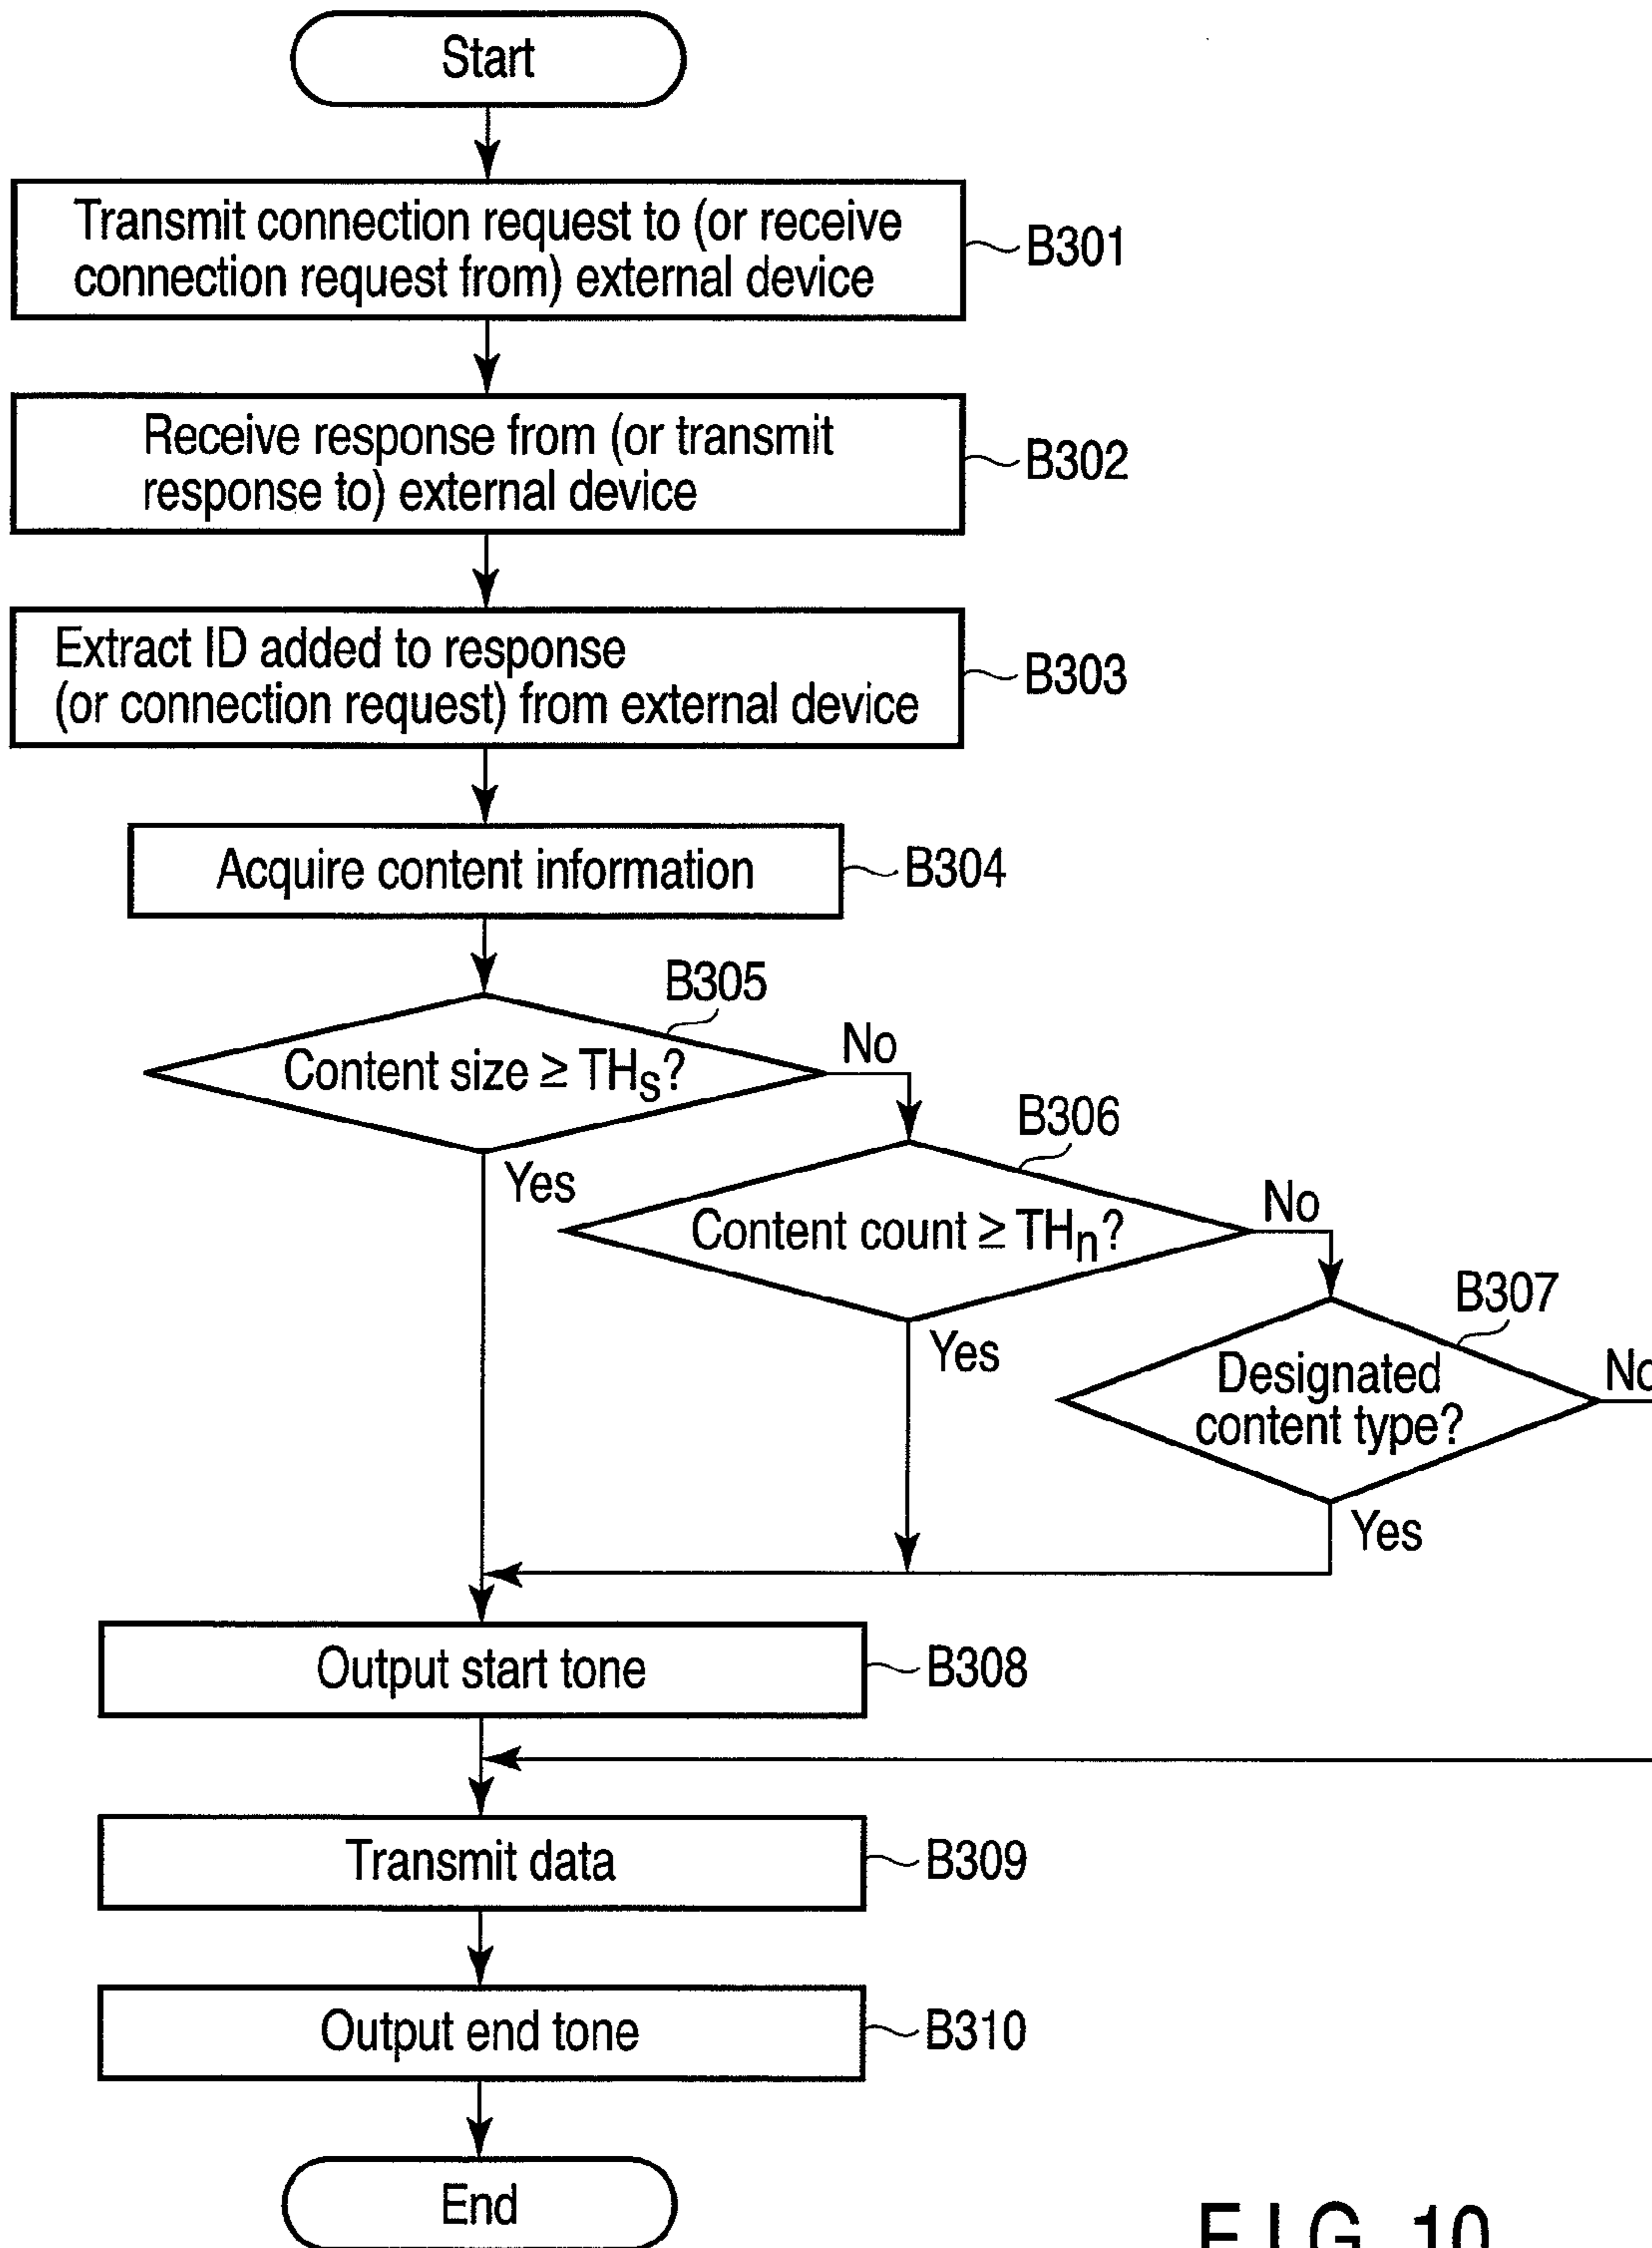 Start
Transmit connection request to (or receive
connection request from) external device
B301
Receive response from (or transmit
response to) external device
B302
Extract ID added to response
(or connection request) from external device
B303
Acquire content information
B304
B305
Content size ≥ THs?
No
Yes
B306
Content count ≥ THn?
No
Yes
B307
Designated
content type?
No
Yes
Output start tone
B308
Transmit data
B309
Output end tone
B310
End
FIG. 10